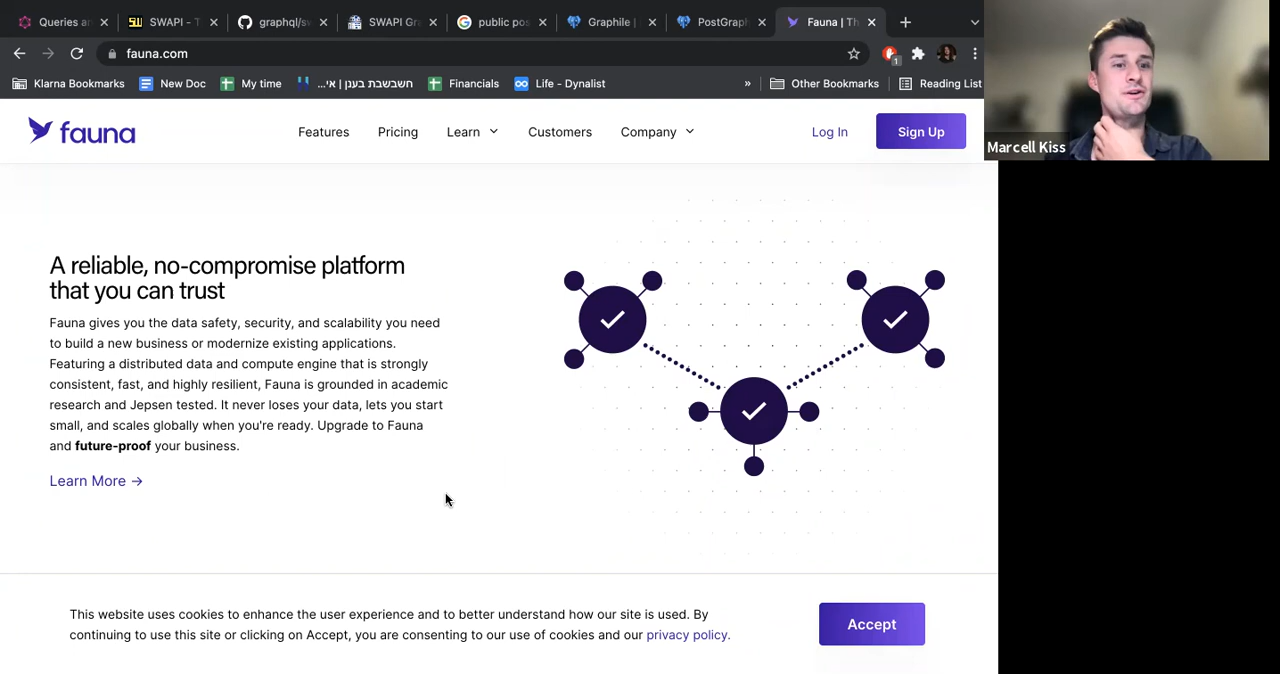 Queries an
SWAPI - T
graphql/sw
SWAPI Gra
public pos
Graphile |
PostGraph
Fauna | Th
fauna.com
1
Klarna Bookmarks
New Doc
My time
חשבשבת בענן | אי...
Financials
Life - Dynalist
»
Other Bookmarks
Reading List
fauna
Features
Pricing
Learn
Customers
Company
Log In
Sign Up
Marcell Kiss
A reliable, no-compromise platform
that you can trust
Fauna gives you the data safety, security, and scalability you need
to build a new business or modernize existing applications.
Featuring a distributed data and compute engine that is strongly
consistent, fast, and highly resilient, Fauna is grounded in academic
research and Jepsen tested. It never loses your data, lets you start
small, and scales globally when you're ready. Upgrade to Fauna
and future-proof your business.
Learn More →
This website uses cookies to enhance the user experience and to better understand how our site is used. By
continuing to use this site or clicking on Accept, you are consenting to our use of cookies and our privacy policy.
Accept